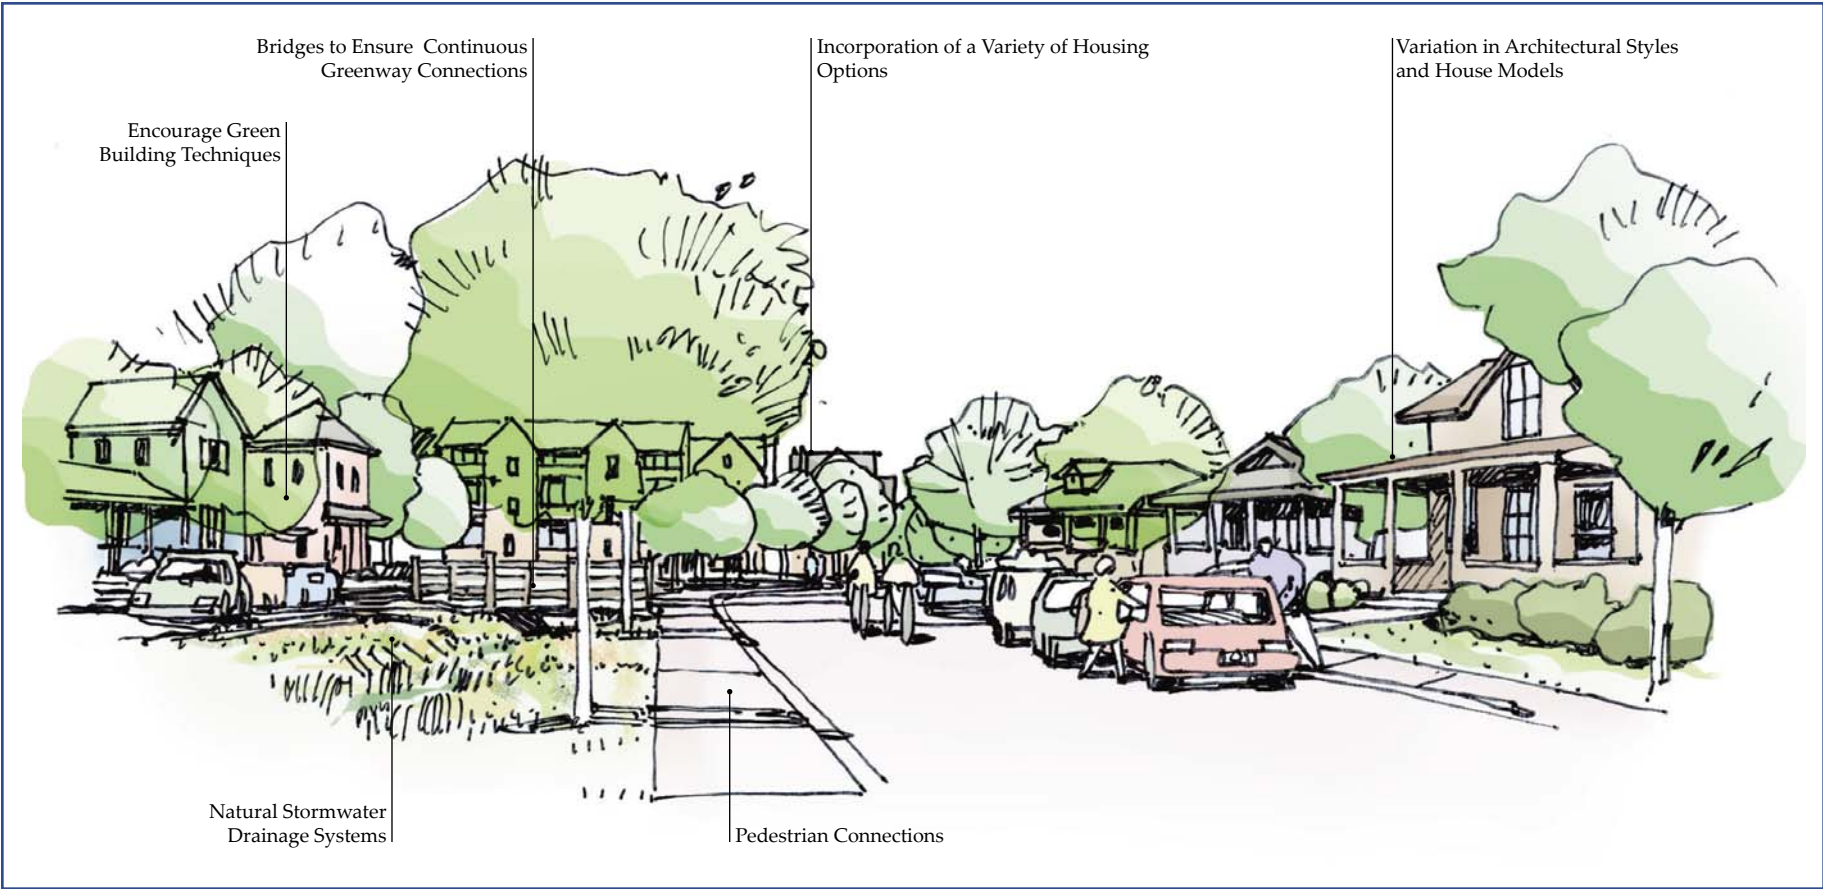 Bridges to Ensure Continuous
Greenway Connections
Incorporation of a Variety of Housing
Options
Variation in Architectural Styles
and House Models
Encourage Green
Building Techniques
Natural Stormwater
Drainage Systems
Pedestrian Connections